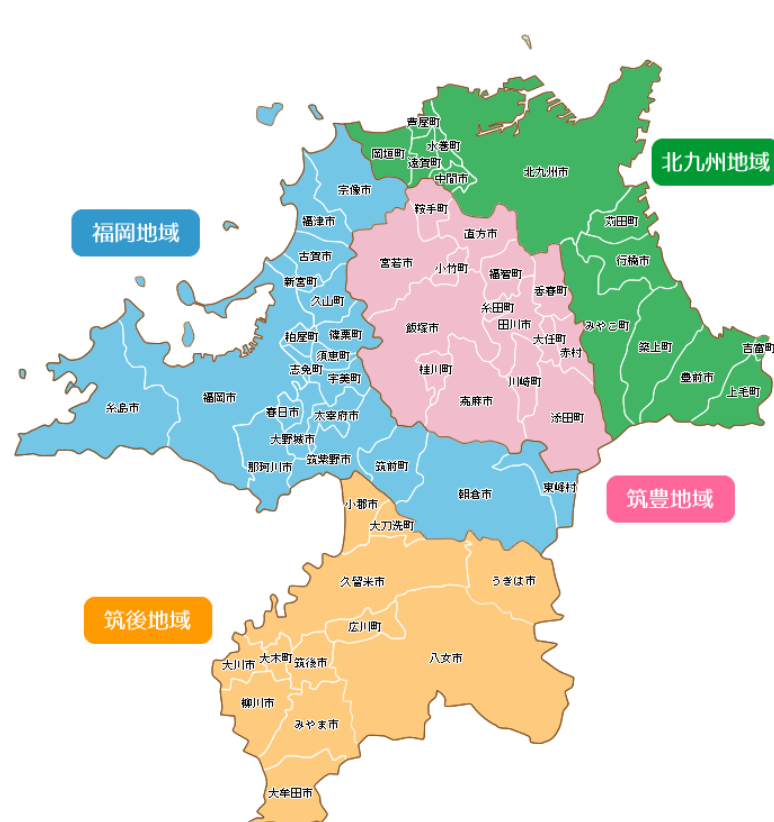 芦屋町
水巻町
岡垣町
遠賀町
中間市
北九州市
北九州地域
宗像市
鞍手町
福岡地域
福津市
直方市
苅田町
古賀市
宮若市
小竹町
福智町
行橋市
新宮町
久山町
香春町
糸田町
粕屋町
篠栗町
飯塚市
田川市
みやこ町
須恵町
大任町
赤村
築上町
吉富町
志免町
宇美町
桂川町
川崎町
豊前市
上毛町
糸島市
福岡市
春日市
太宰府市
嘉麻市
添田町
大野城市
那珂川市
筑紫野市
筑前町
朝倉市
東峰村
筑豊地域
小郡市
大刀洗町
久留米市
うきは市
筑後地域
広川町
大川市
大木町
筑後市
八女市
柳川市
みやま市
大牟田市